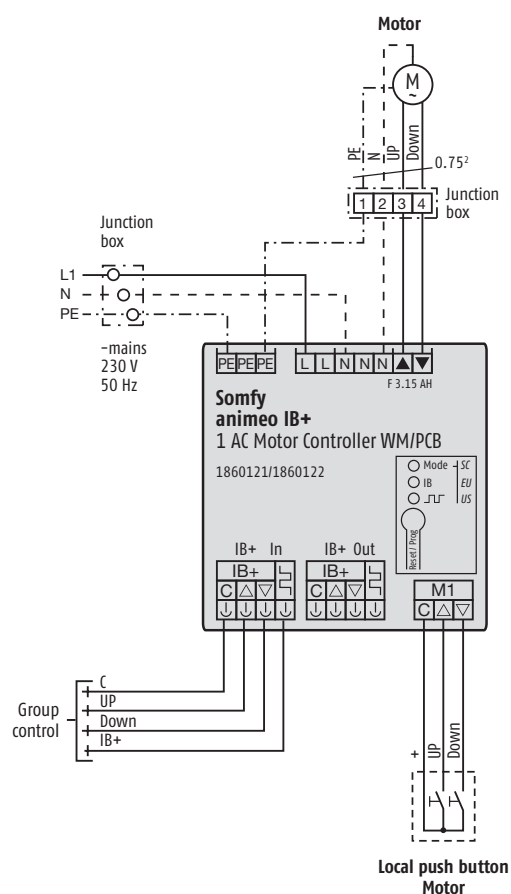 Motor
M
~
PE
N
UP
Down
0.75²
1 2 3 4
Junction
box
Junction
box
L1
N
PE
~mains
230 V
50 Hz
PE PE PE L L N N N ▲ ▼
F 3.15 AH
Somfy
animeo IB+
1 AC Motor Controller WM/PCB
1860121/1860122
Mode SC
IB EU
US
Reset/ Prog
IB+ In
IB+ Out
IB+
IB+
C △ ▽
C △ ▽
M1
C △ ▽
Group
control
C
UP
Down
IB+
+
UP
Down
Local push button
Motor